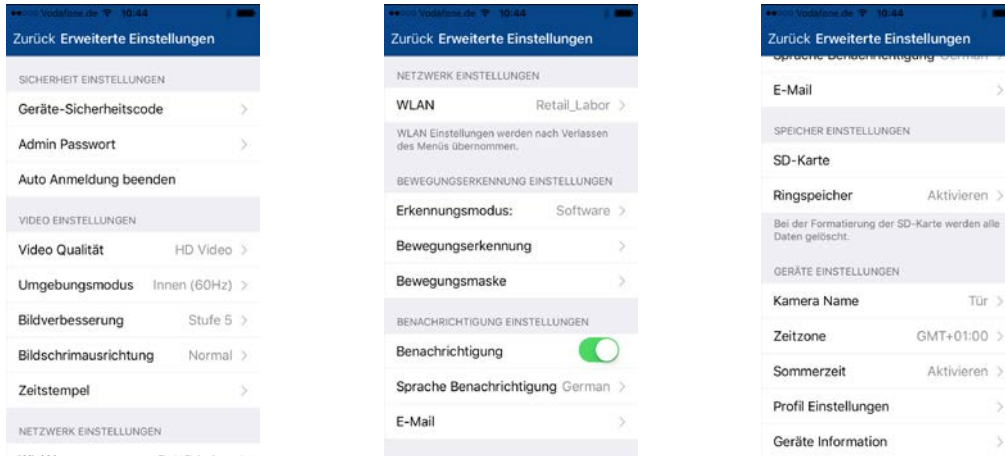 Vodafone.de 10:44
Zurück Erweiterte Einstellungen
SICHERHEIT EINSTELLUNGEN
Geräte-Sicherheitscode
Admin Passwort
Auto Anmeldung beenden
VIDEO EINSTELLUNGEN
Video Qualität HD Video
Umgebungsmodus Innen (60Hz)
Bildverbesserung Stufe 5
Bildschrimausrichtung Normal
Zeitstempel
NETZWERK EINSTELLUNGEN
Vodafone.de 10:44
Zurück Erweiterte Einstellungen
NETZWERK EINSTELLUNGEN
WLAN Retail_Labor
WLAN Einstellungen werden nach Verlassen
des Menüs übernommen.
BEWEGUNGSERKENNUNG EINSTELLUNGEN
Erkennungsmodus: Software
Bewegungserkennung
Bewegungsmaske
BENACHRICHTIGUNG EINSTELLUNGEN
Benachrichtigung
Sprache Benachrichtigung German
E-Mail
Vodafone.de 10:44
Zurück Erweiterte Einstellungen
Sprache Benachrichtigung German
E-Mail
SPEICHER EINSTELLUNGEN
SD-Karte
Ringspeicher Aktivieren
Bei der Formatierung der SD-Karte werden alle
Daten gelöscht.
GERÄTE EINSTELLUNGEN
Kamera Name Tür
Zeitzone GMT+01:00
Sommerzeit Aktivieren
Profil Einstellungen
Geräte Information